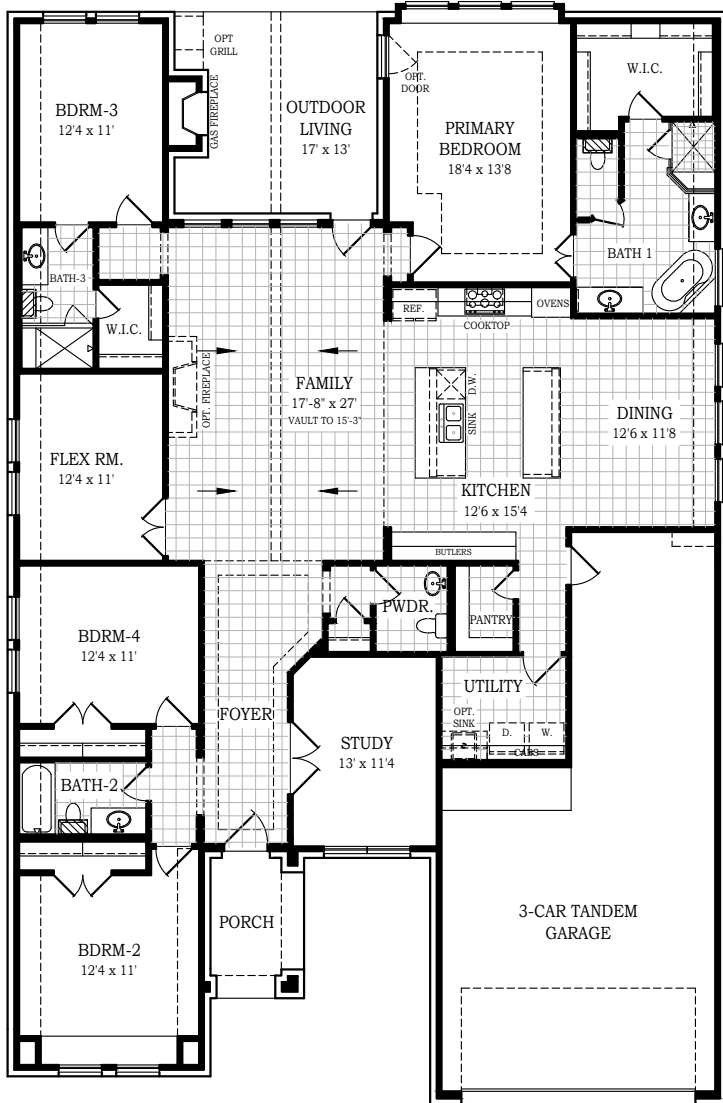 OPT
GRILL
GAS FIREPLACE
BDRM-3
12'4 x 11'
OUTDOOR
LIVING
17' x 13'
OPT.
DOOR
PRIMARY
BEDROOM
18'4 x 13'8
W.I.C.
BATH 1
BATH-3
W.I.C.
REF.
COOKTOP
OVENS
OPT. FIREPLACE
FAMILY
17'-8" x 27'
VAULT TO 15'-3"
D.W.
SINK
DINING
12'6 x 11'8
FLEX RM.
12'4 x 11'
KITCHEN
12'6 x 15'4
BUTLERS
PWDR.
PANTRY
BDRM-4
12'4 x 11'
FOYER
UTILITY
OPT.
SINK
D.
W.
CABS
STUDY
13' x 11'4
BATH-2
PORCH
3-CAR TANDEM
GARAGE
BDRM-2
12'4 x 11'